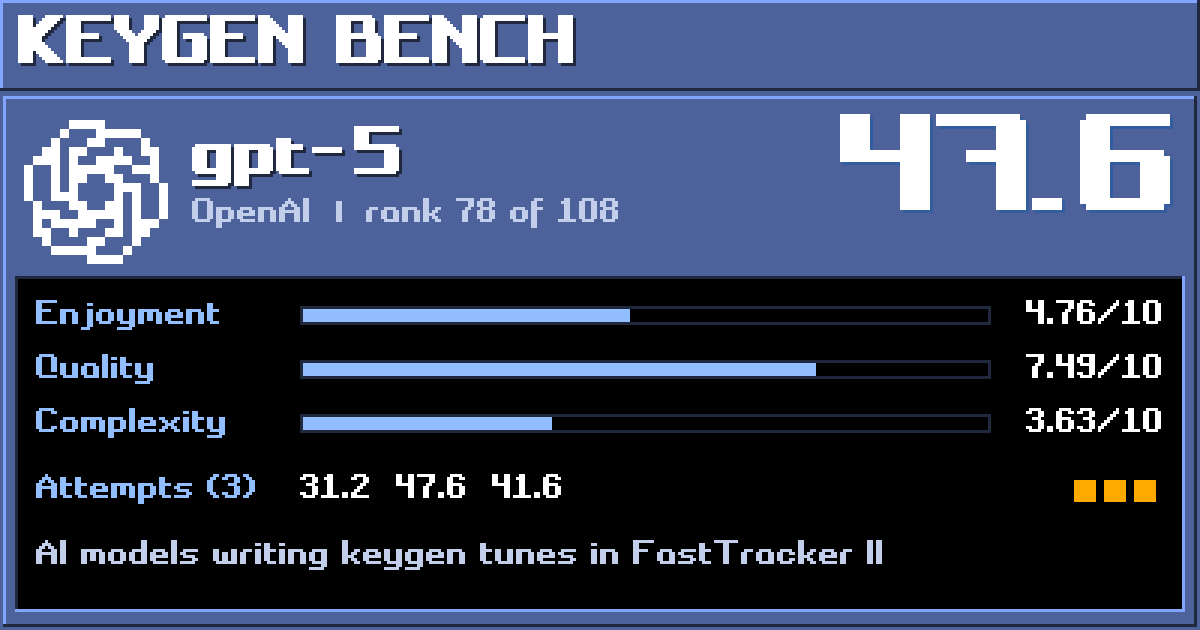 KEYGEN BENCH
gpt-5
47.6
OpenAI | rank 78 of 108
Enjoyment 4.76/10
Quality 7.49/10
Complexity 3.63/10
Attempts (3) 31.2 47.6 41.6
AI models writing keygen tunes in FastTracker II